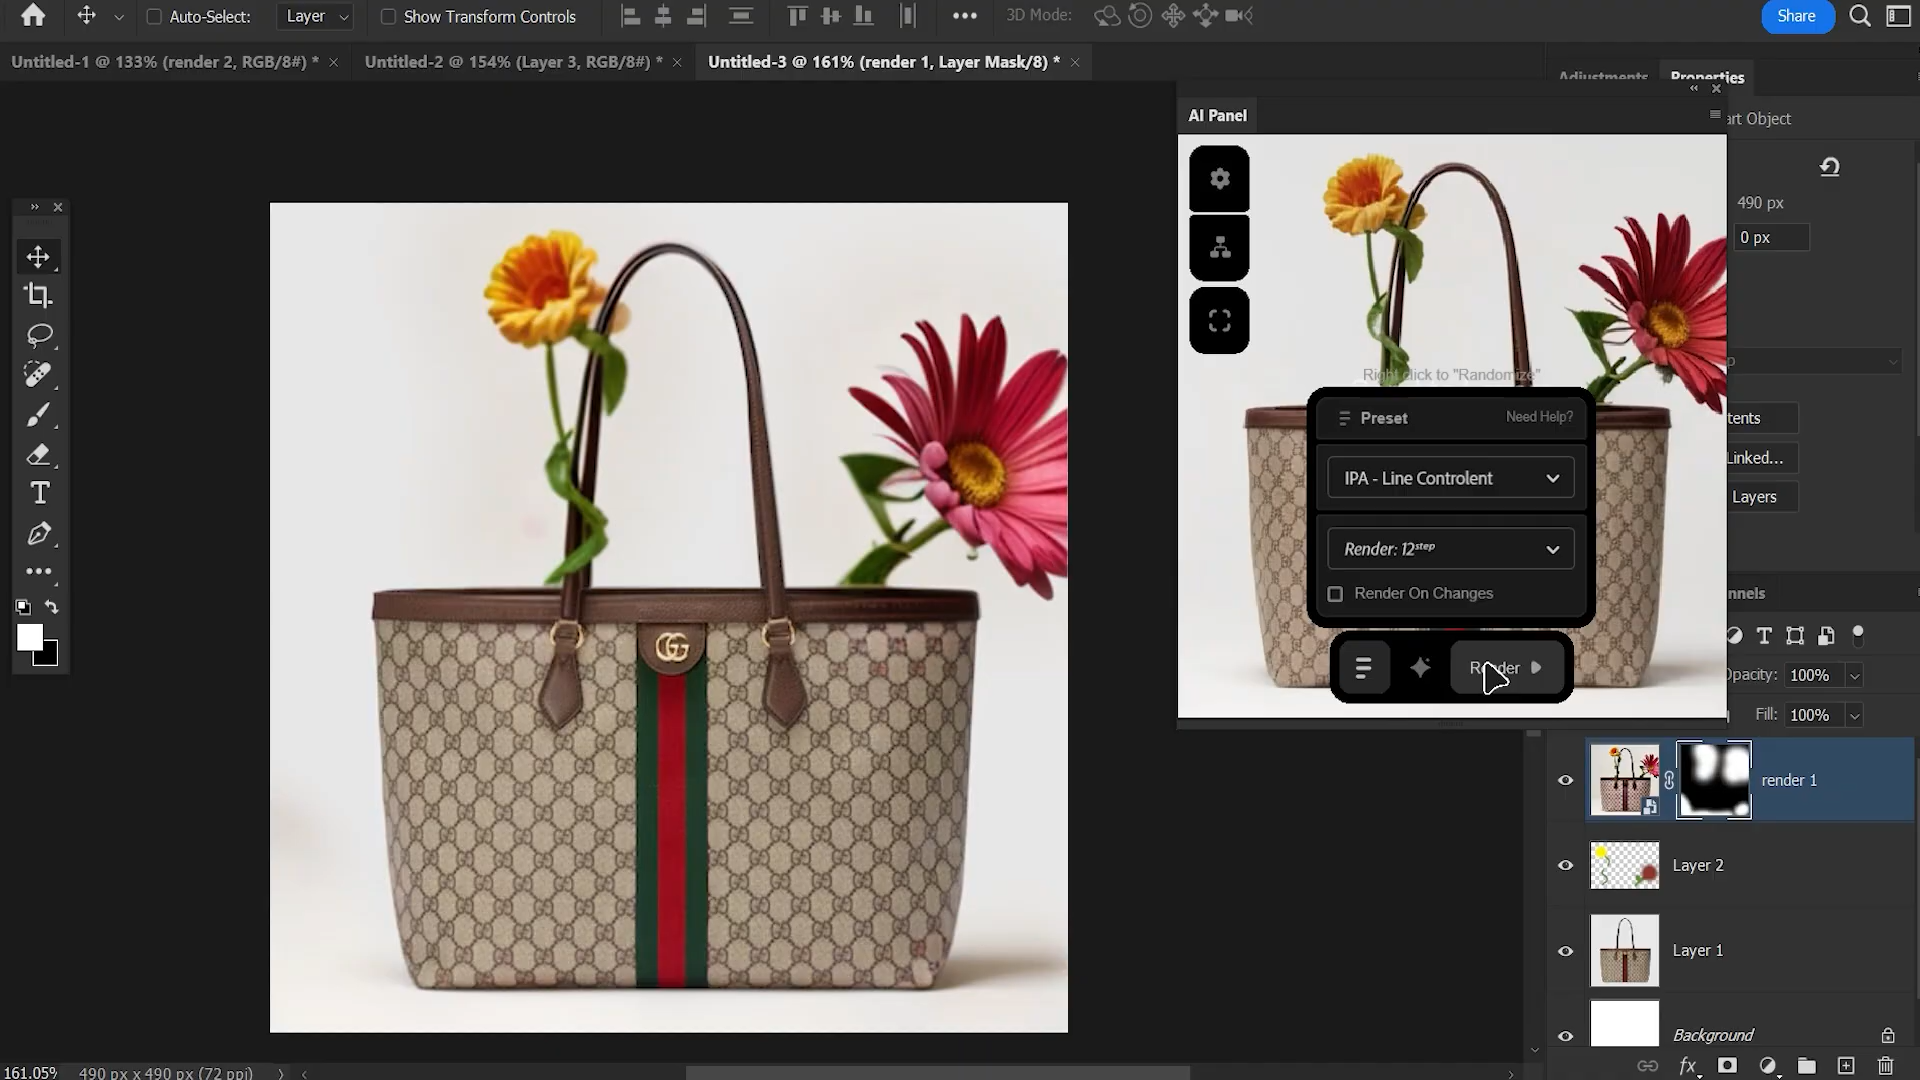 Auto-Select:
Layer
Show Transform Controls
3D Mode:
Share
Untitled-1 @ 133% (render 2, RGB/8#) *
Untitled-2 @ 154% (Layer 3, RGB/8#) *
Untitled-3 @ 161% (render 1, Layer Mask/8) *
Adjustments
Properties
AI Panel
art Object
490 px
0 px
Right click to "Randomize"
Preset
Need Help?
IPA - Line Controlent
Render: 12step
Render On Changes
Render
tents
Linked...
Layers
nnels
Opacity:
100%
Fill:
100%
render 1
Layer 2
Layer 1
Background
fx
T
GG
161.05%
490 px x 490 px (72 ppi)